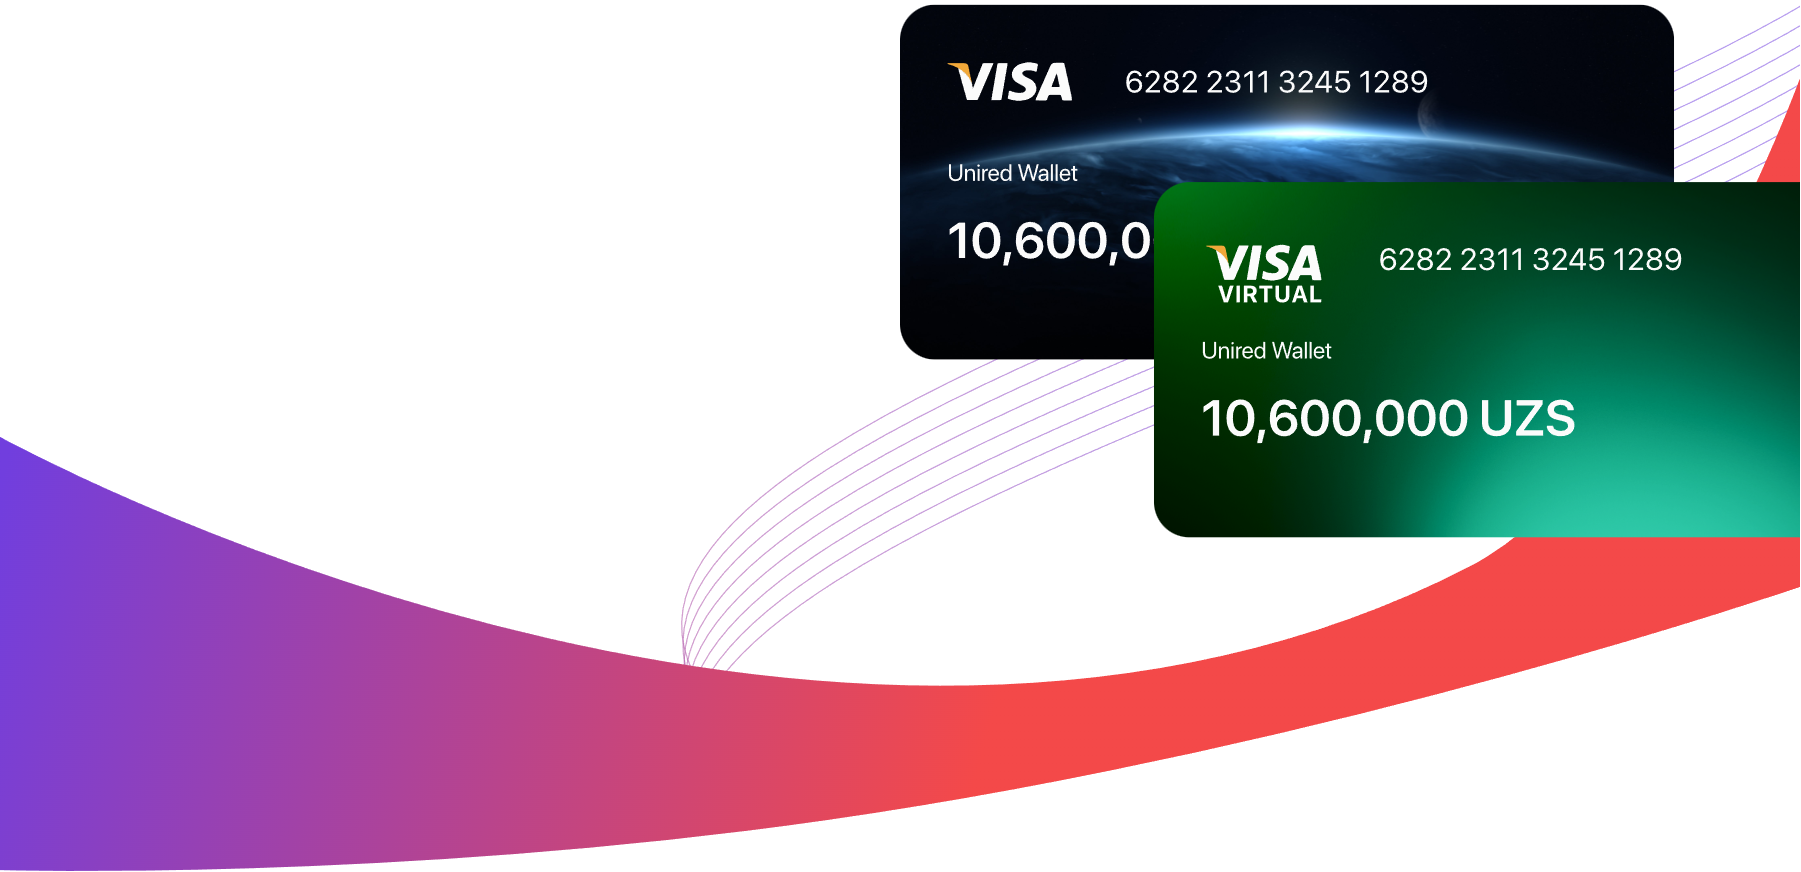 VISA 6282 2311 3245 1289
Unired Wallet
10,600,0
VISA 6282 2311 3245 1289
VIRTUAL
Unired Wallet
10,600,000 UZS